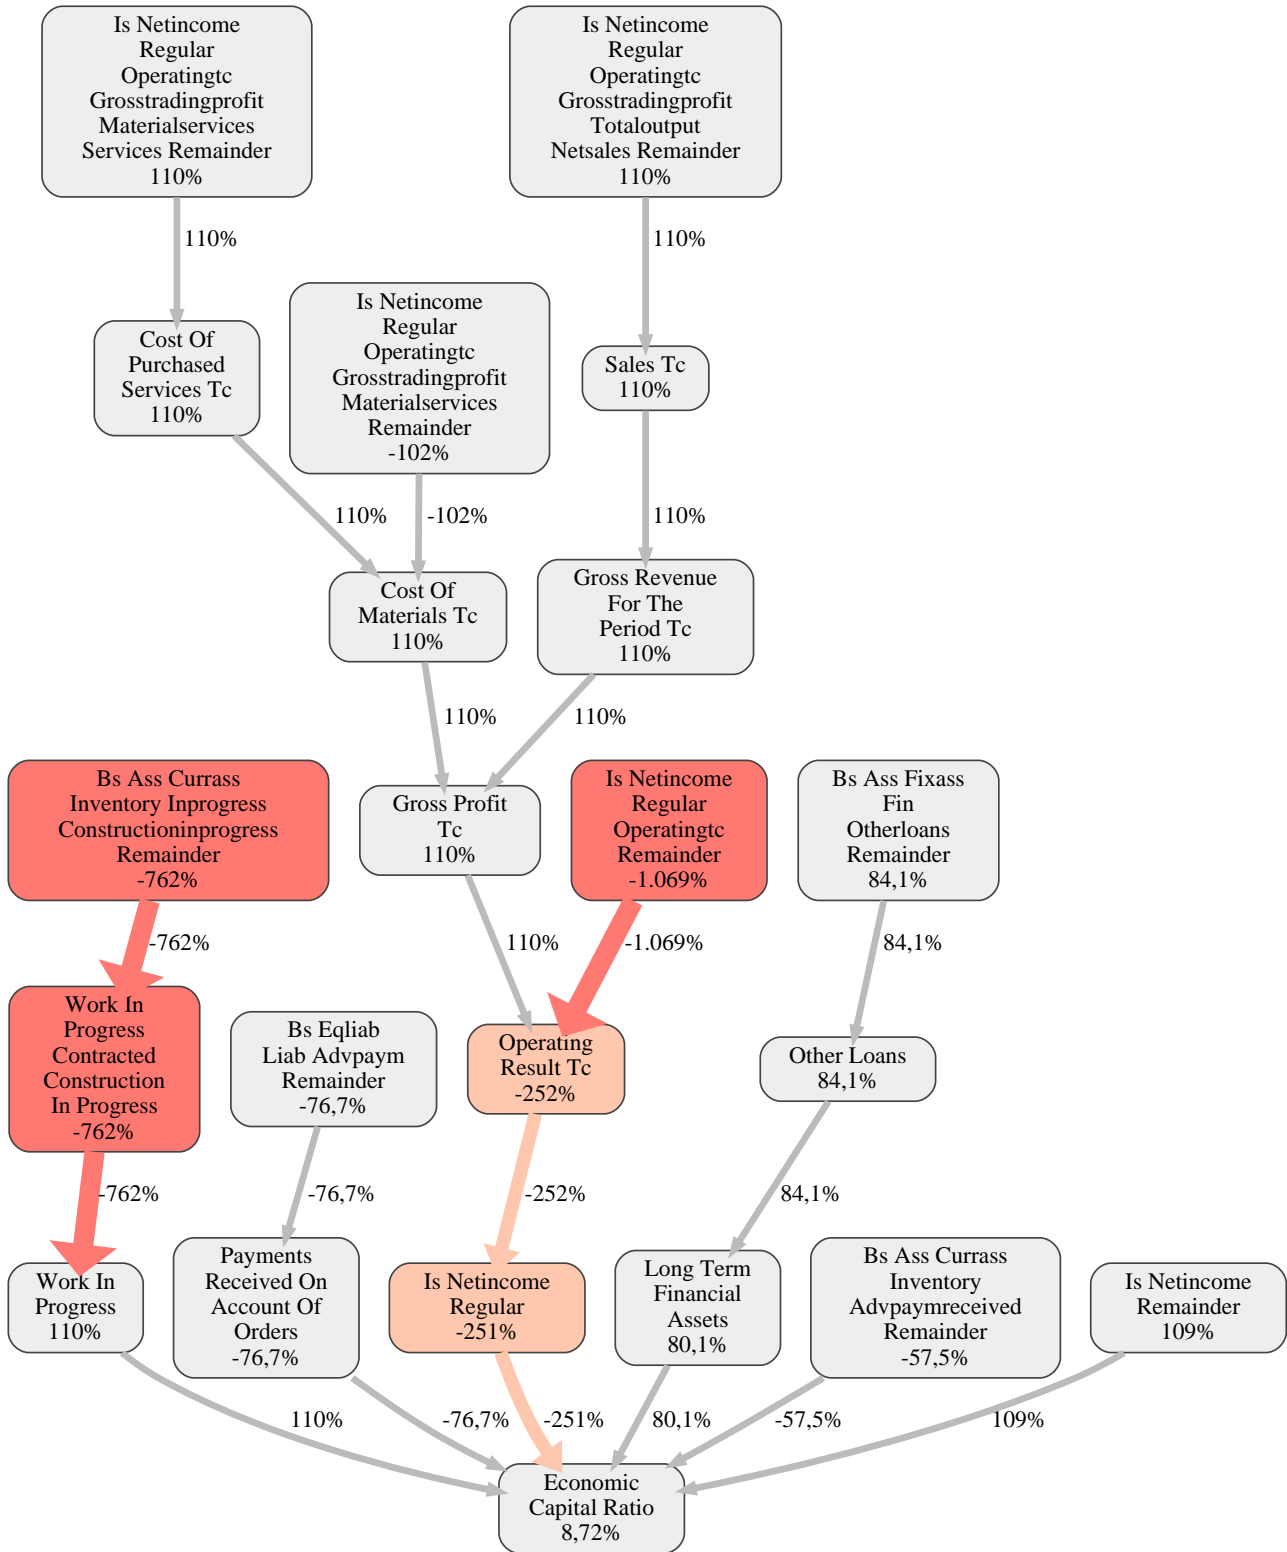 Is Netincome
Regular
Operatingtc
Grosstradingprofit
Materialservices
Services Remainder
110%
Is Netincome
Regular
Operatingtc
Grosstradingprofit
Totaloutput
Netsales Remainder
110%
110%
110%
Cost Of
Purchased
Services Tc
110%
Is Netincome
Regular
Operatingtc
Grosstradingprofit
Materialservices
Remainder
-102%
Sales Tc
110%
110%
-102%
110%
Cost Of
Materials Tc
110%
Gross Revenue
For The
Period Tc
110%
110%
110%
Bs Ass Currass
Inventory Inprogress
Constructioninprogress
Remainder
-762%
Gross Profit
Tc
110%
Is Netincome
Regular
Operatingtc
Remainder
-1.069%
Bs Ass Fixass
Fin
Otherloans
Remainder
84,1%
-762%
110%
-1.069%
84,1%
Work In
Progress
Contracted
Construction
In Progress
-762%
Bs Eqliab
Liab Advpaym
Remainder
-76,7%
Operating
Result Tc
-252%
Other Loans
84,1%
-762%
-76,7%
-252%
84,1%
Work In
Progress
110%
Payments
Received On
Account Of
Orders
-76,7%
Is Netincome
Regular
-251%
Long Term
Financial
Assets
80,1%
Bs Ass Currass
Inventory
Advpaymreceived
Remainder
-57,5%
Is Netincome
Remainder
109%
110%
-76,7%
-251%
80,1%
-57,5%
109%
Economic
Capital Ratio
8,72%